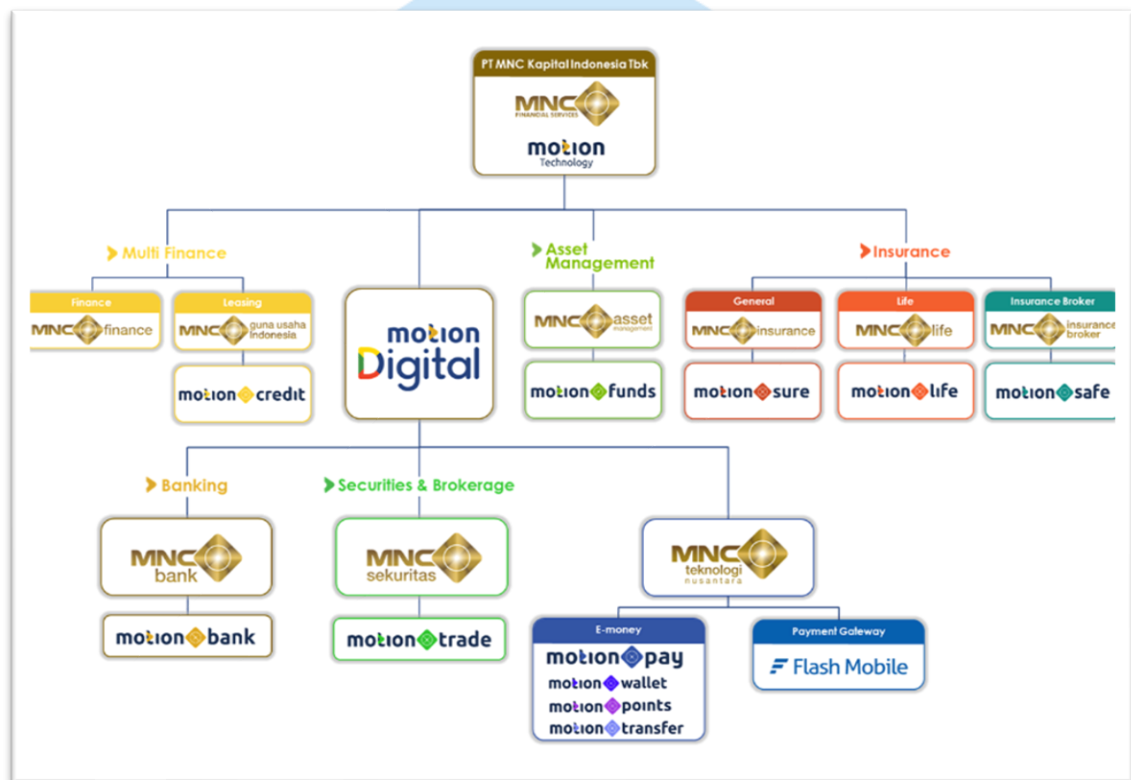 PT MNC Kapital Indonesia Tbk
MNC
FINANCIAL SERVICES
motion
Technology
Multi Finance
Asset
Management
Insurance
Finance
MNC finance
Leasing
MNC guna usaha
indonesia
motion credit
motion
Digital
MNC asset
management
motion funds
General
MNC insurance
motion sure
Life
MNC life
motion life
Insurance Broker
MNC insurance
broker
motion safe
Banking
Securities & Brokerage
MNC
bank
motion bank
MNC
sekuritas
motion trade
MNC
teknologi
nusantara
E-money
motion pay
motion wallet
motion points
motion transfer
Payment Gateway
Flash Mobile